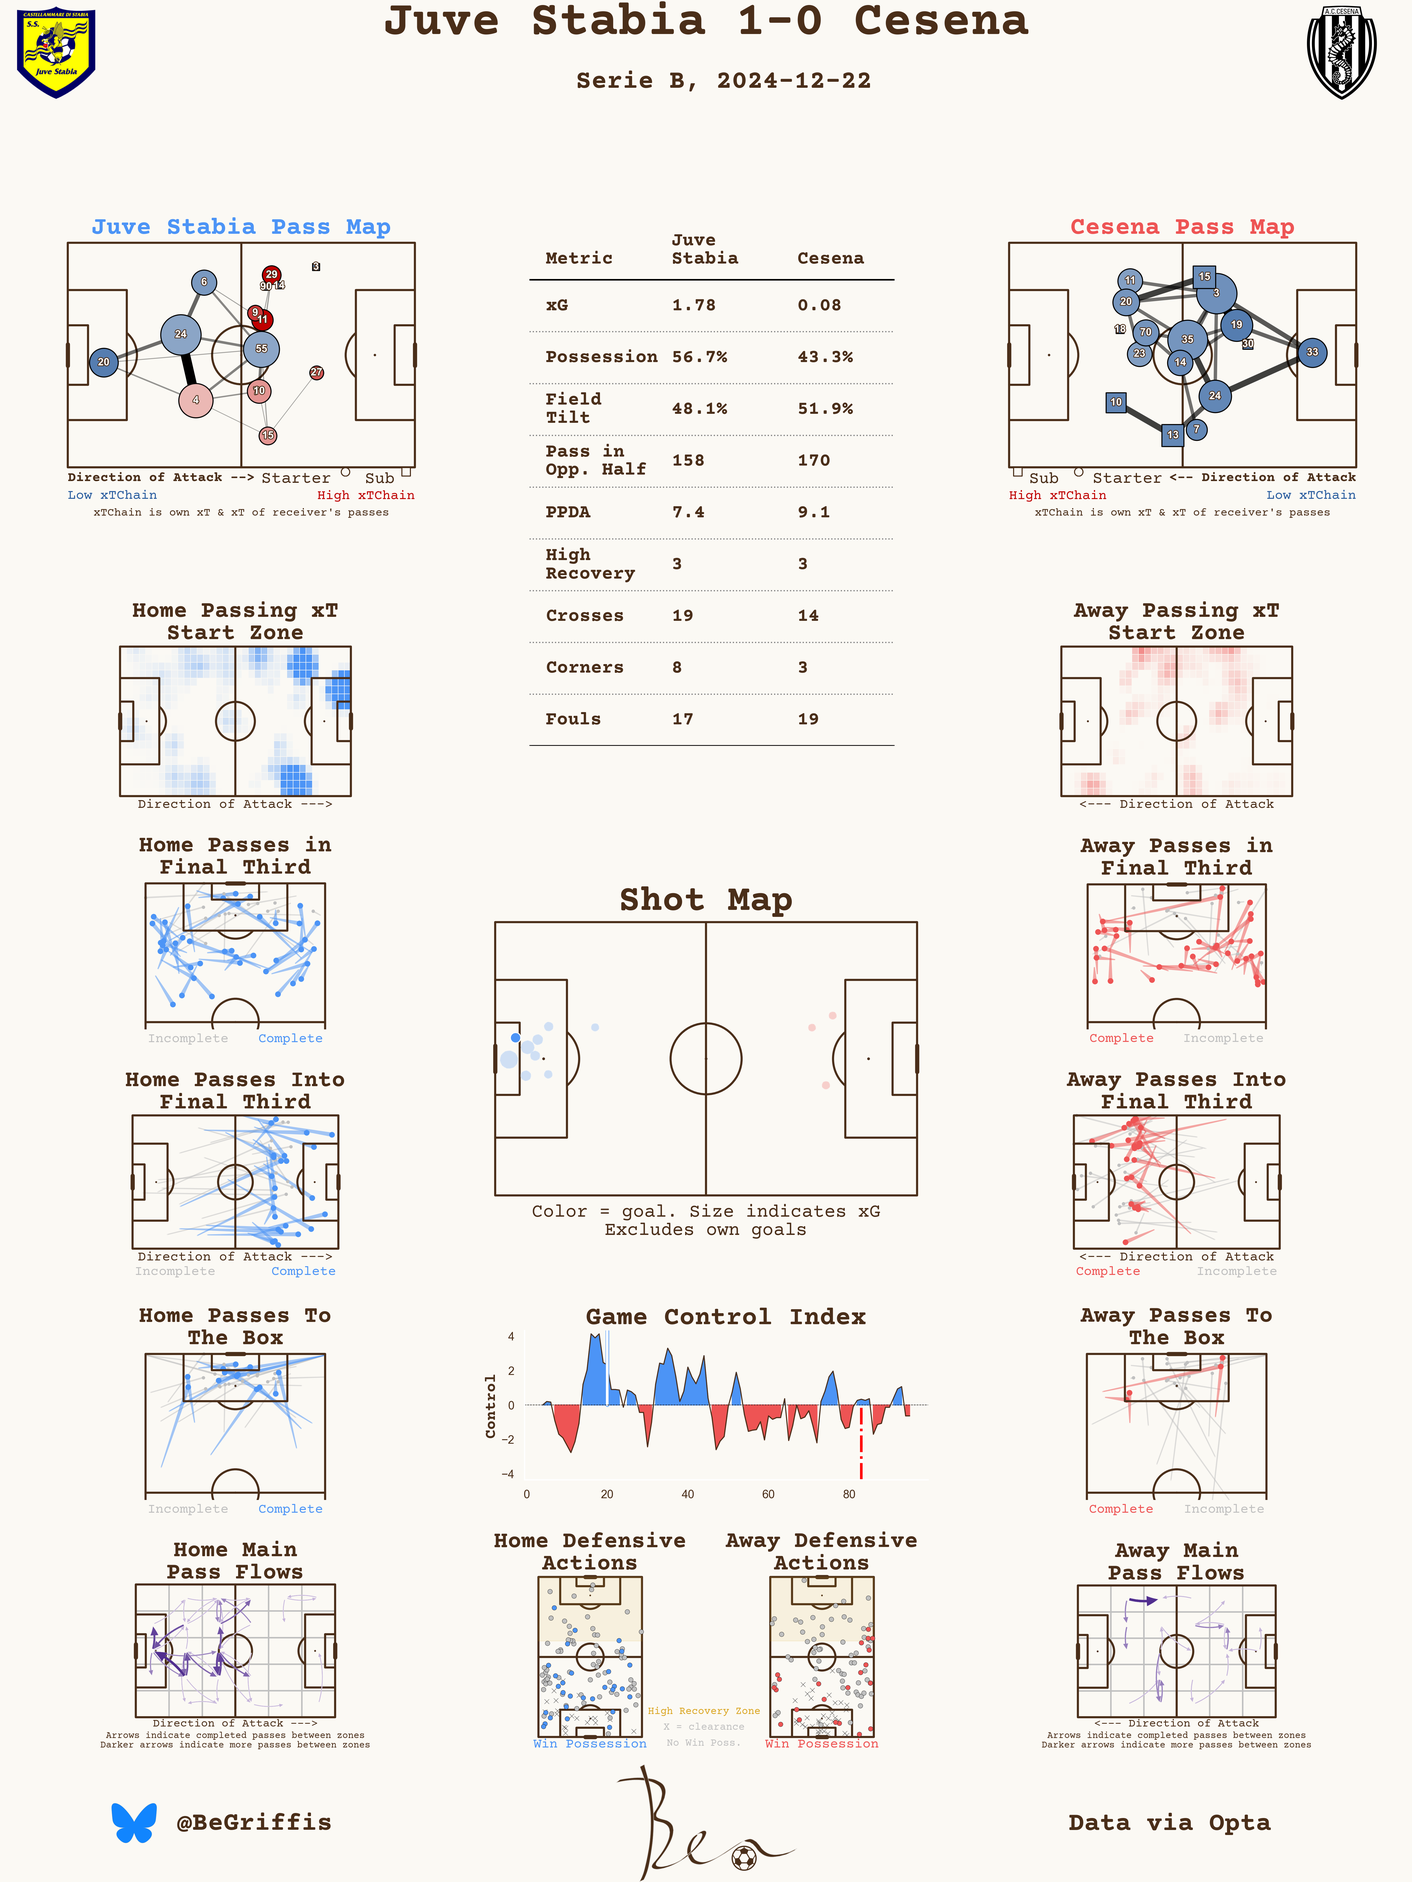 Juve Stabia 1-0 Cesena
Serie B, 2024-12-22
CASTELLAMMARE DI STABIA
S.S.
Juve Stabia
A.C.CESENA
Juve Stabia Pass Map
6
29
90
14
3
9
11
24
55
20
4
10
27
15
Direction of Attack --> Starter Sub
Low xTChain High xTChain
xTChain is own xT & xT of receiver's passes
Metric Juve Stabia Cesena
xG 1.78 0.08
Possession 56.7% 43.3%
Field Tilt 48.1% 51.9%
Pass in Opp. Half 158 170
PPDA 7.4 9.1
High Recovery 3 3
Crosses 19 14
Corners 8 3
Fouls 17 19
Cesena Pass Map
11
15
20
3
18
70
19
35
30
23
14
33
10
24
13
7
Sub Starter <-- Direction of Attack
High xTChain Low xTChain
xTChain is own xT & xT of receiver's passes
Home Passing xT
Start Zone
Direction of Attack --->
Away Passing xT
Start Zone
<--- Direction of Attack
Home Passes in
Final Third
Incomplete Complete
Away Passes in
Final Third
Complete Incomplete
Shot Map
Color = goal. Size indicates xG
Excludes own goals
Home Passes Into
Final Third
Direction of Attack --->
Incomplete Complete
Away Passes Into
Final Third
<--- Direction of Attack
Complete Incomplete
Home Passes To
The Box
Incomplete Complete
Game Control Index
Control
4
2
0
−2
−4
0 20 40 60 80
Away Passes To
The Box
Complete Incomplete
Home Main
Pass Flows
Direction of Attack --->
Arrows indicate completed passes between zones
Darker arrows indicate more passes between zones
Home Defensive
Actions
Win Possession
Away Defensive
Actions
Win Possession
High Recovery Zone
X = clearance
No Win Poss.
Away Main
Pass Flows
<--- Direction of Attack
Arrows indicate completed passes between zones
Darker arrows indicate more passes between zones
@BeGriffis
Ben
Data via Opta